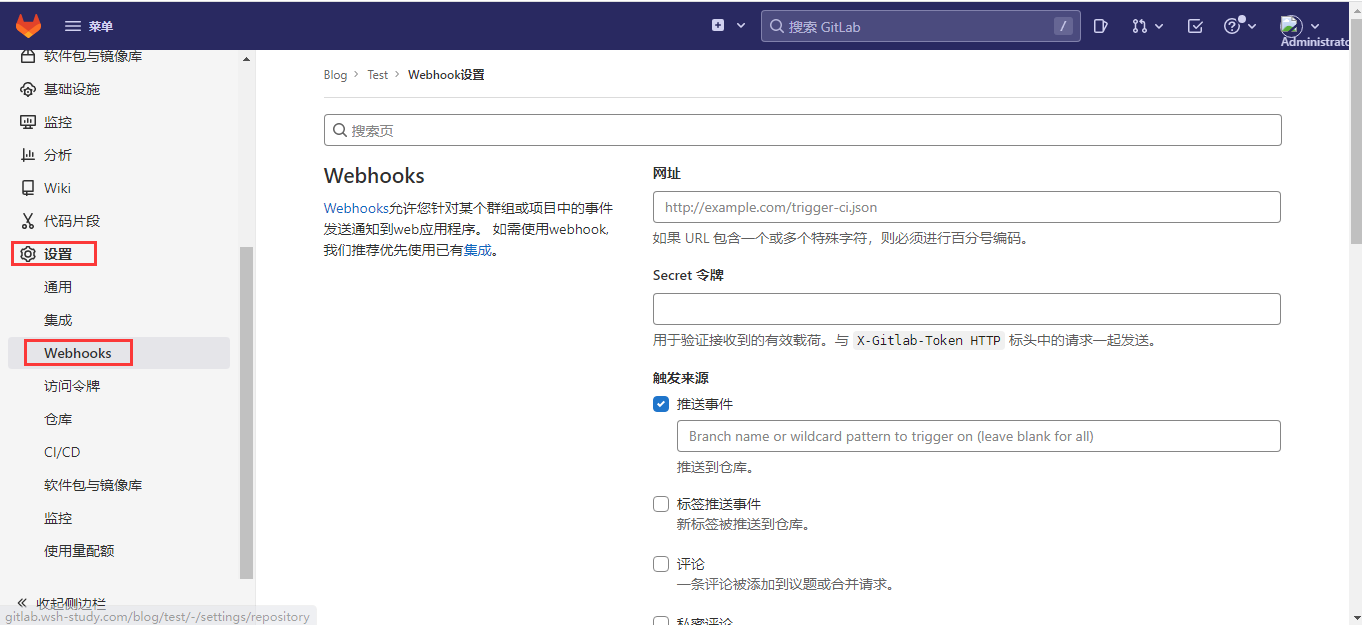 菜单
搜索 GitLab
/
Administrato
软件包与镜像库
基础设施
监控
分析
Wiki
代码片段
设置
通用
集成
Webhooks
访问令牌
仓库
CI/CD
软件包与镜像库
监控
使用量配额
收起侧边栏
gitlab.wsh-study.com/blog/test/-/settings/repository
Blog > Test > Webhook设置
搜索页
Webhooks
Webhooks允许您针对某个群组或项目中的事件
发送通知到web应用程序。 如需使用webhook,
我们推荐优先使用已有集成。
网址
http://example.com/trigger-ci.json
如果 URL 包含一个或多个特殊字符，则必须进行百分号编码。
Secret 令牌
用于验证接收到的有效载荷。与 X-Gitlab-Token HTTP 标头中的请求一起发送。
触发来源
推送事件
Branch name or wildcard pattern to trigger on (leave blank for all)
推送到仓库。
标签推送事件
新标签被推送到仓库。
评论
一条评论被添加到议题或合并请求。
私密评论